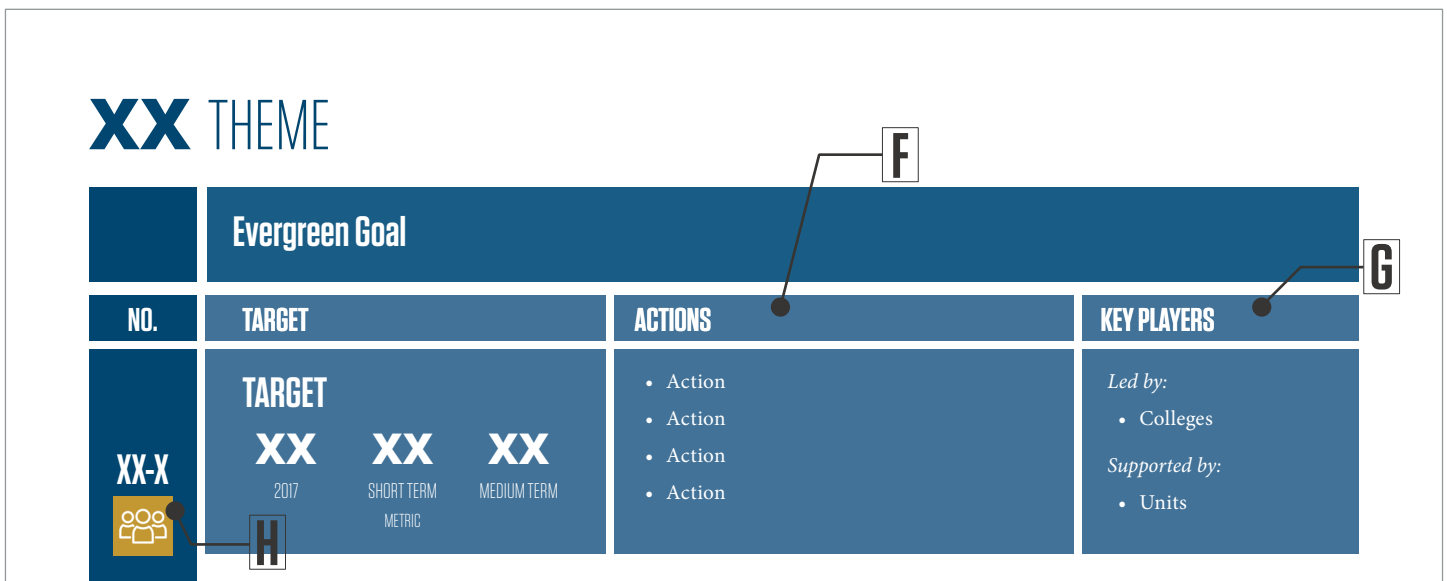 XX THEME
F
Evergreen Goal
G
NO. TARGET ACTIONS KEY PLAYERS
TARGET
XX XX XX
2017 SHORT TERM MEDIUM TERM
METRIC
XX-X
H
• Action
• Action
• Action
• Action
Led by:
• Colleges
Supported by:
• Units